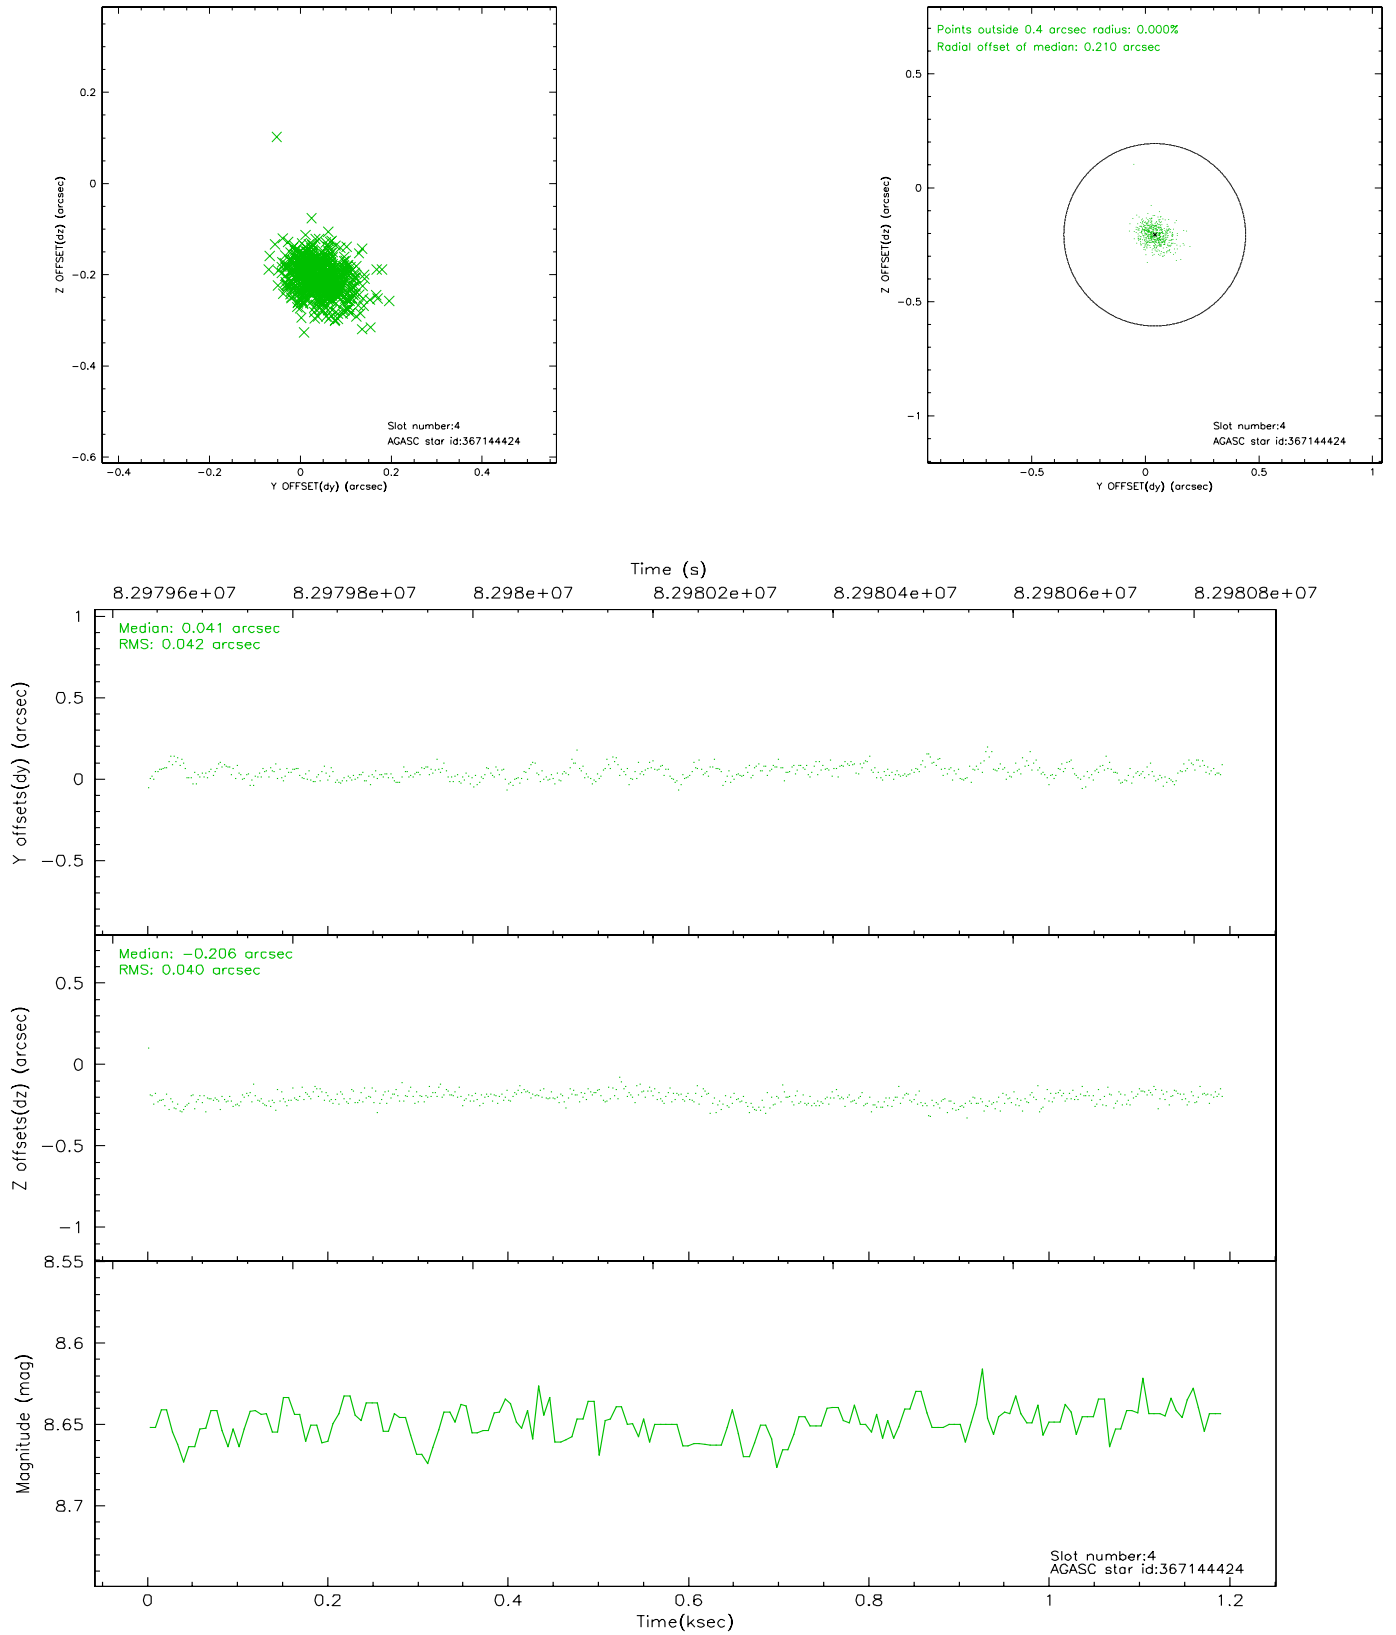 0.2
0
−0.2
−0.4
−0.6
Z OFFSET(dz) (arcsec)
Slot number:4
AGASC star id:367144424
−0.4 −0.2 0 0.2 0.4
Y OFFSET(dy) (arcsec)
Points outside 0.4 arcsec radius: 0.000%
Radial offset of median: 0.210 arcsec
0.5
0
−0.5
−1
Z OFFSET(dz) (arcsec)
Slot number:4
AGASC star id:367144424
−0.5 0 0.5 1
Y OFFSET(dy) (arcsec)
Time (s)
8.29796e+07 8.29798e+07 8.298e+07 8.29802e+07 8.29804e+07 8.29806e+07 8.29808e+07
Median: 0.041 arcsec
RMS: 0.042 arcsec
1
0.5
0
−0.5
Y offsets(dy) (arcsec)
Median: −0.206 arcsec
RMS: 0.040 arcsec
0.5
0
−0.5
−1
Z offsets(dz) (arcsec)
8.55
8.6
8.65
8.7
Magnitude (mag)
Slot number:4
AGASC star id:367144424
0 0.2 0.4 0.6 0.8 1 1.2
Time(ksec)